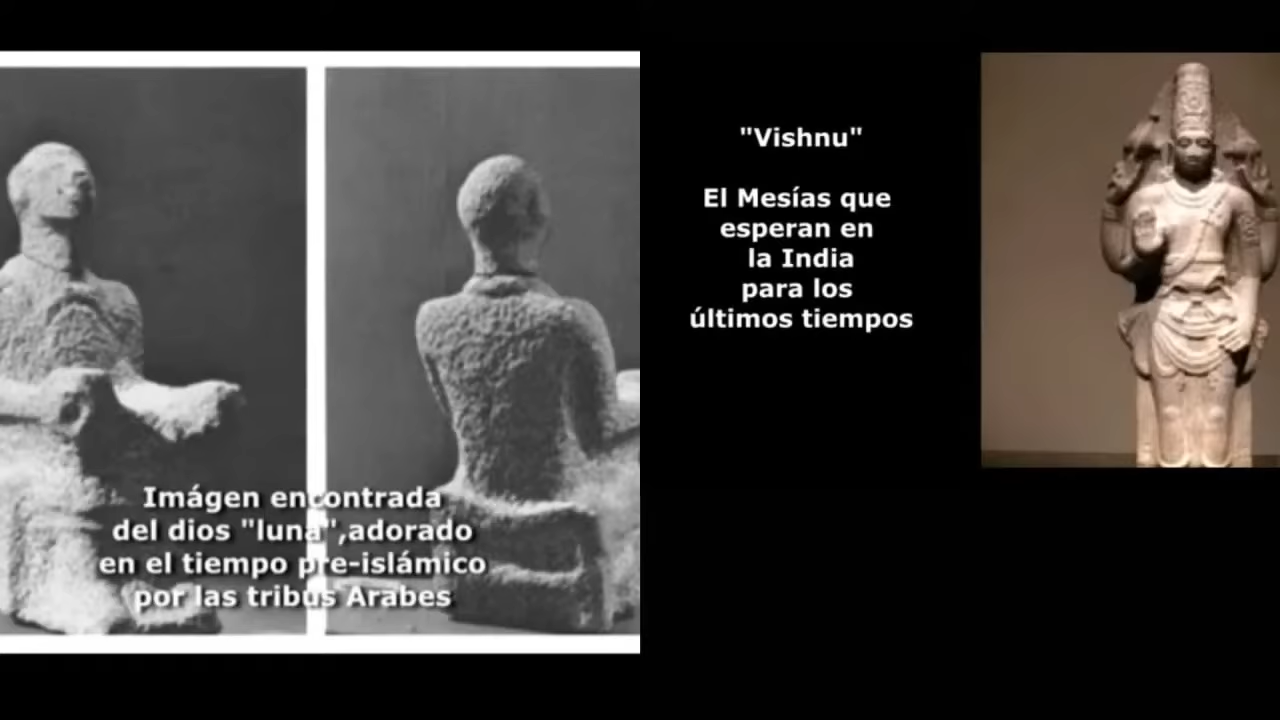 Imágen encontrada
del dios "luna",adorado
en el tiempo pre-islámico
por las tribus Arabes
"Vishnu"
El Mesías que
esperan en
la India
para los
últimos tiempos